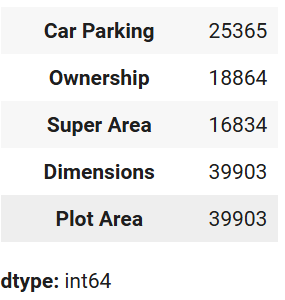 Car Parking 25365
Ownership 18864
Super Area 16834
Dimensions 39903
Plot Area 39903
dtype: int64